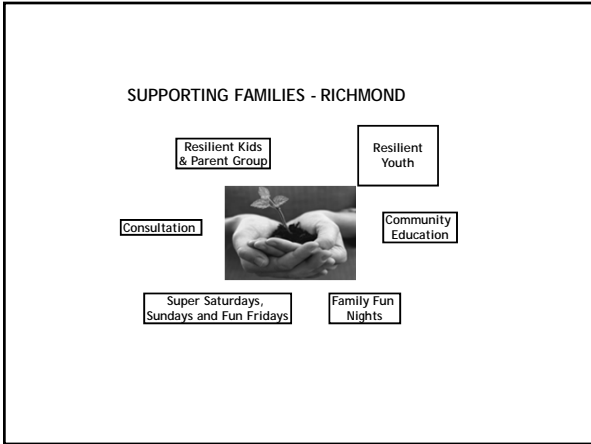 SUPPORTING FAMILIES - RICHMOND
Resilient Kids
& Parent Group
Resilient
Youth
Consultation
Community
Education
Super Saturdays,
Sundays and Fun Fridays
Family Fun
Nights